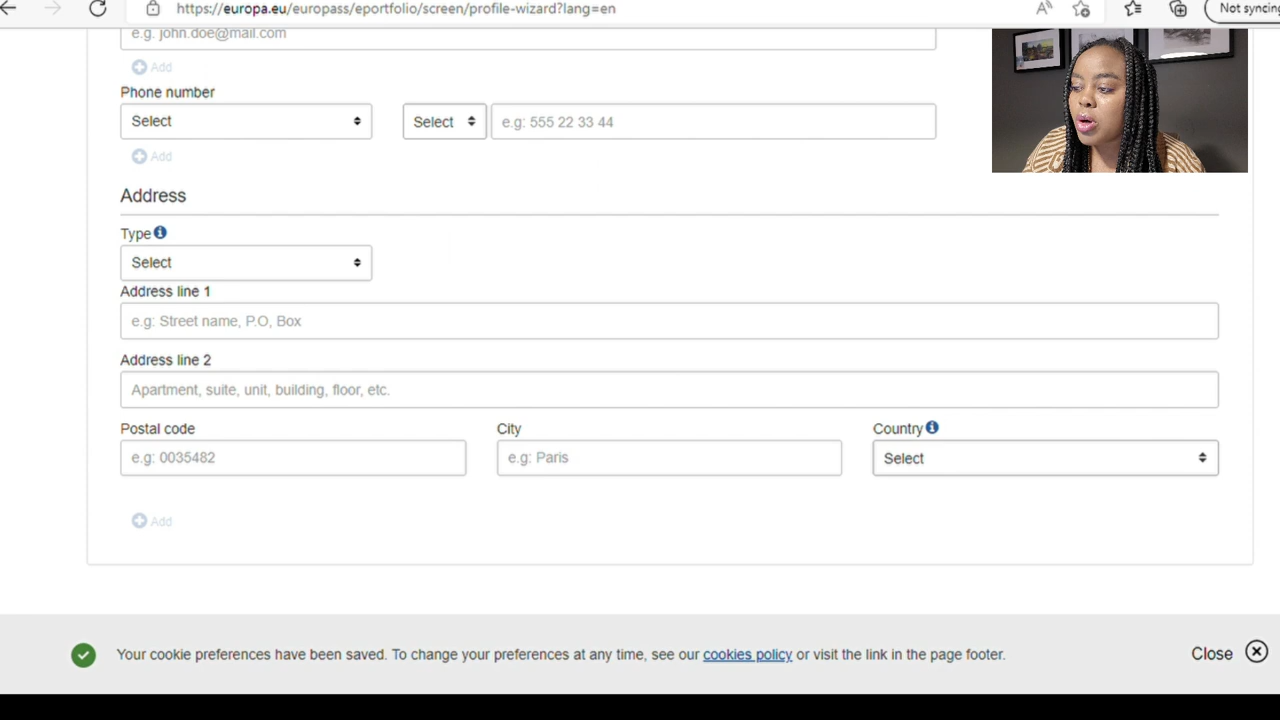 https://europa.eu/europass/eportfolio/screen/profile-wizard?lang=en
Not syncing
e.g. john.doe@mail.com
Add
Phone number
Select Select e.g: 555 22 33 44
Add
Address
Type
Select
Address line 1
e.g: Street name, P.O, Box
Address line 2
Apartment, suite, unit, building, floor, etc.
Postal code City Country
e.g: 0035482 e.g: Paris Select
Add
Your cookie preferences have been saved. To change your preferences at any time, see our cookies policy or visit the link in the page footer.
Close